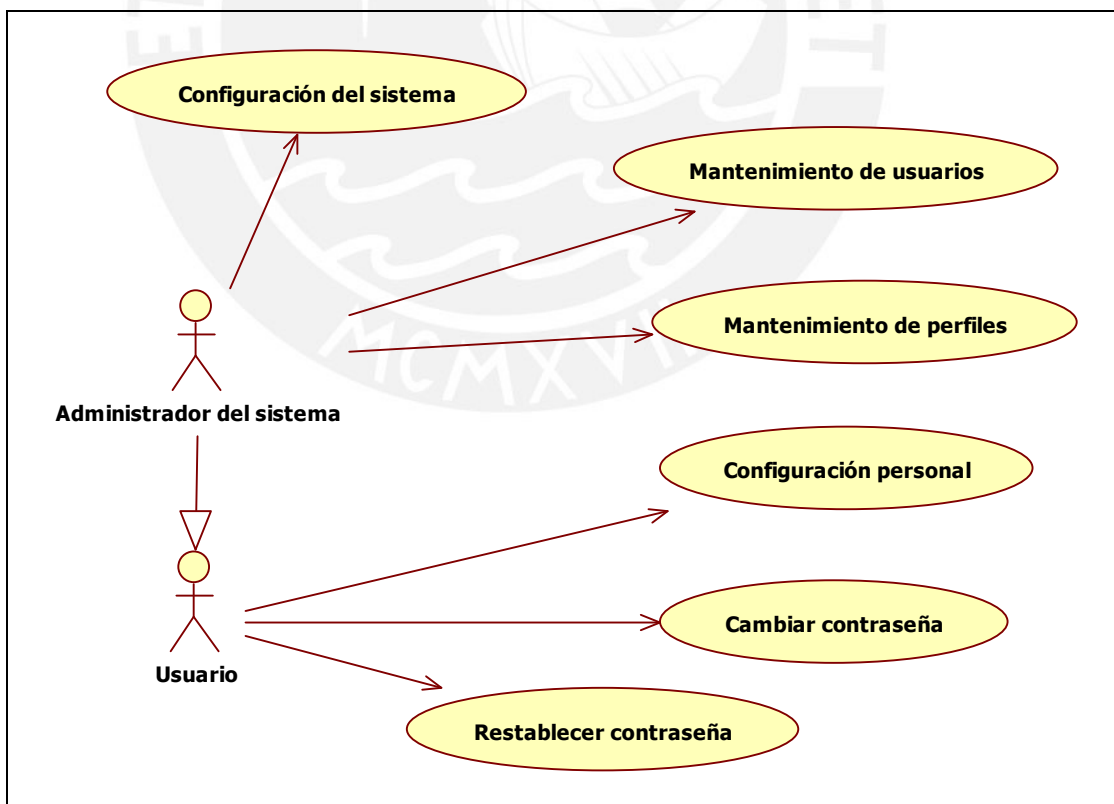 Configuración del sistema
Mantenimiento de usuarios
Mantenimiento de perfiles
Administrador del sistema
Configuración personal
Cambiar contraseña
Usuario
Restablecer contraseña
MCMXVII